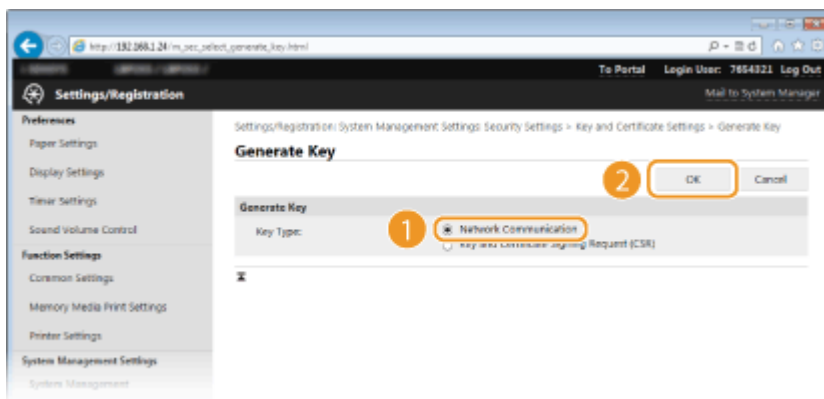 http://192.168.1.24/m_sec_select_generate_key.html
To Portal Login User: 7654321 Log Out
Settings/Registration
Mail to System Manager
Preferences
Paper Settings
Display Settings
Timer Settings
Sound Volume Control
Function Settings
Common Settings
Memory Media Print Settings
Printer Settings
System Management Settings
System Management
Settings/Registration: System Management Settings: Security Settings > Key and Certificate Settings > Generate Key
Generate Key
2
OK
Cancel
Generate Key
Key Type:
1
Network Communication
Key and Certificate Signing Request (CSR)